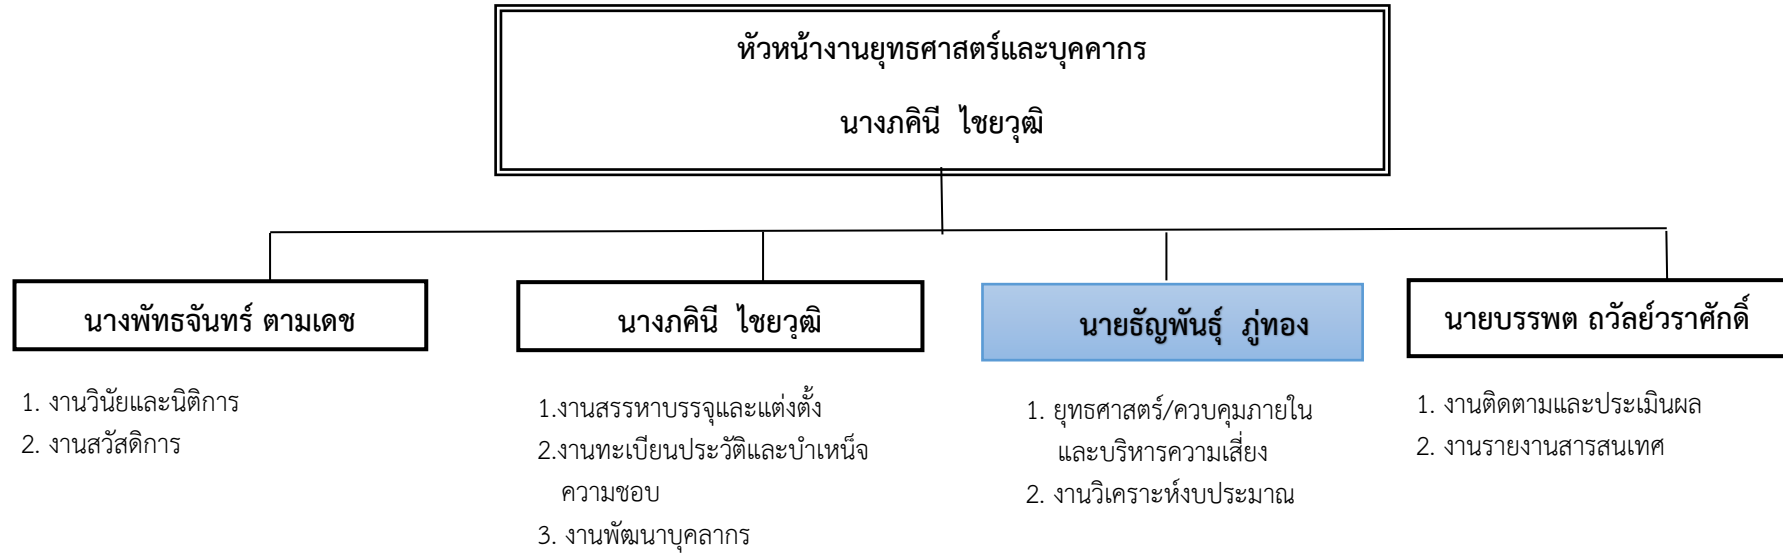 หัวหน้างานยุทธศาสตร์และบุคคากร
นางภคินี ไชยวุฒิ
นางพัทธจันทร์ ตามเดช
1. งานวินัยและนิติการ
2. งานสวัสดิการ
นางภคินี ไชยวุฒิ
1.งานสรรหาบรรจุและแต่งตั้ง
2.งานทะเบียนประวัติและบำเหน็จ
ความชอบ
3. งานพัฒนาบุคลากร
นายธัญพันธุ์ ภู่ทอง
1. ยุทธศาสตร์/ควบคุมภายใน
และบริหารความเสี่ยง
2. งานวิเคราะห์งบประมาณ
นายบรรพต ถวัลย์วราศักดิ์
1. งานติดตามและประเมินผล
2. งานรายงานสารสนเทศ